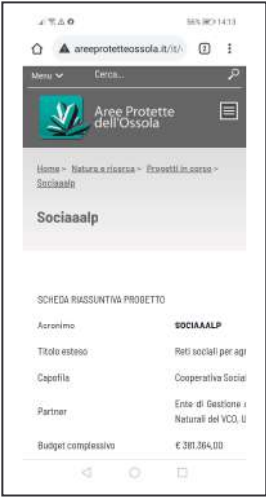 56% 14:13
areeprotetteossola.it/it/
2
Menu
Cerca...
Aree Protette
dell'Ossola
Home > Natura e ricerca > Progetti in corso >
Sociaaalp
Sociaaalp
SCHEDA RIASSUNTIVA PROGETTO
Acronimo SOCIAAALP
Titolo esteso Reti sociali per agr
Capofila Cooperativa Social
Partner Ente di Gestione
Naturali del VCO, U
Budget complessivo € 381.364,00